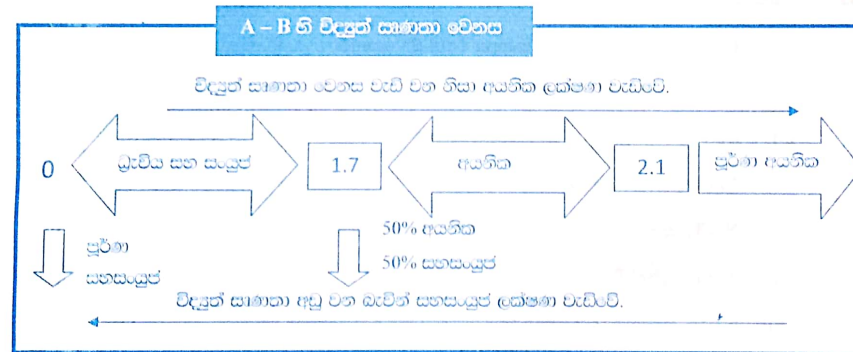 A – B හි විද්‍යුත් සෘණතා වෙනස
විද්‍යුත් සෘණතා වෙනස වැඩි වන නිසා අයනික ලක්ෂණ වැඩිවේ.
0 ධ්‍රැවීය සහ සංයුජ 1.7 අයනික 2.1 පූර්ණ අයනික
පූර්ණ
සහසංයුජ
50% අයනික
50% සහසංයුජ
විද්‍යුත් සෘණතා අඩු වන බැවින් සහසංයුජ ලක්ෂණ වැඩිවේ.